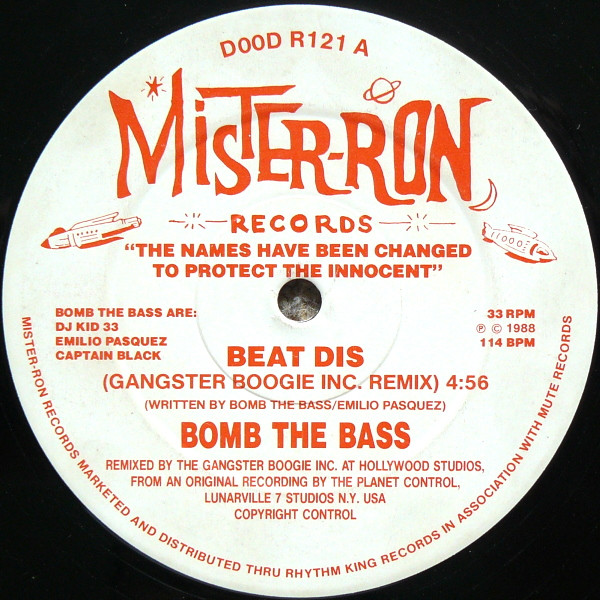 DOOD R121 A
MiSTER-RON
RECORDS
"THE NAMES HAVE BEEN CHANGED
TO PROTECT THE INNOCENT"
BOMB THE BASS ARE:
DJ KID 33
EMILIO PASQUEZ
CAPTAIN BLACK
33 RPM
℗ © 1988
114 BPM
BEAT DIS
(GANGSTER BOOGIE INC. REMIX) 4:56
(WRITTEN BY BOMB THE BASS/EMILIO PASQUEZ)
BOMB THE BASS
REMIXED BY THE GANGSTER BOOGIE INC. AT HOLLYWOOD STUDIOS,
FROM AN ORIGINAL RECORDING BY THE PLANET CONTROL,
LUNARVILLE 7 STUDIOS N.Y. USA
COPYRIGHT CONTROL
MISTER-RON RECORDS MARKETED AND DISTRIBUTED THRU RHYTHM KING RECORDS IN ASSOCIATION WITH MUTE RECORDS